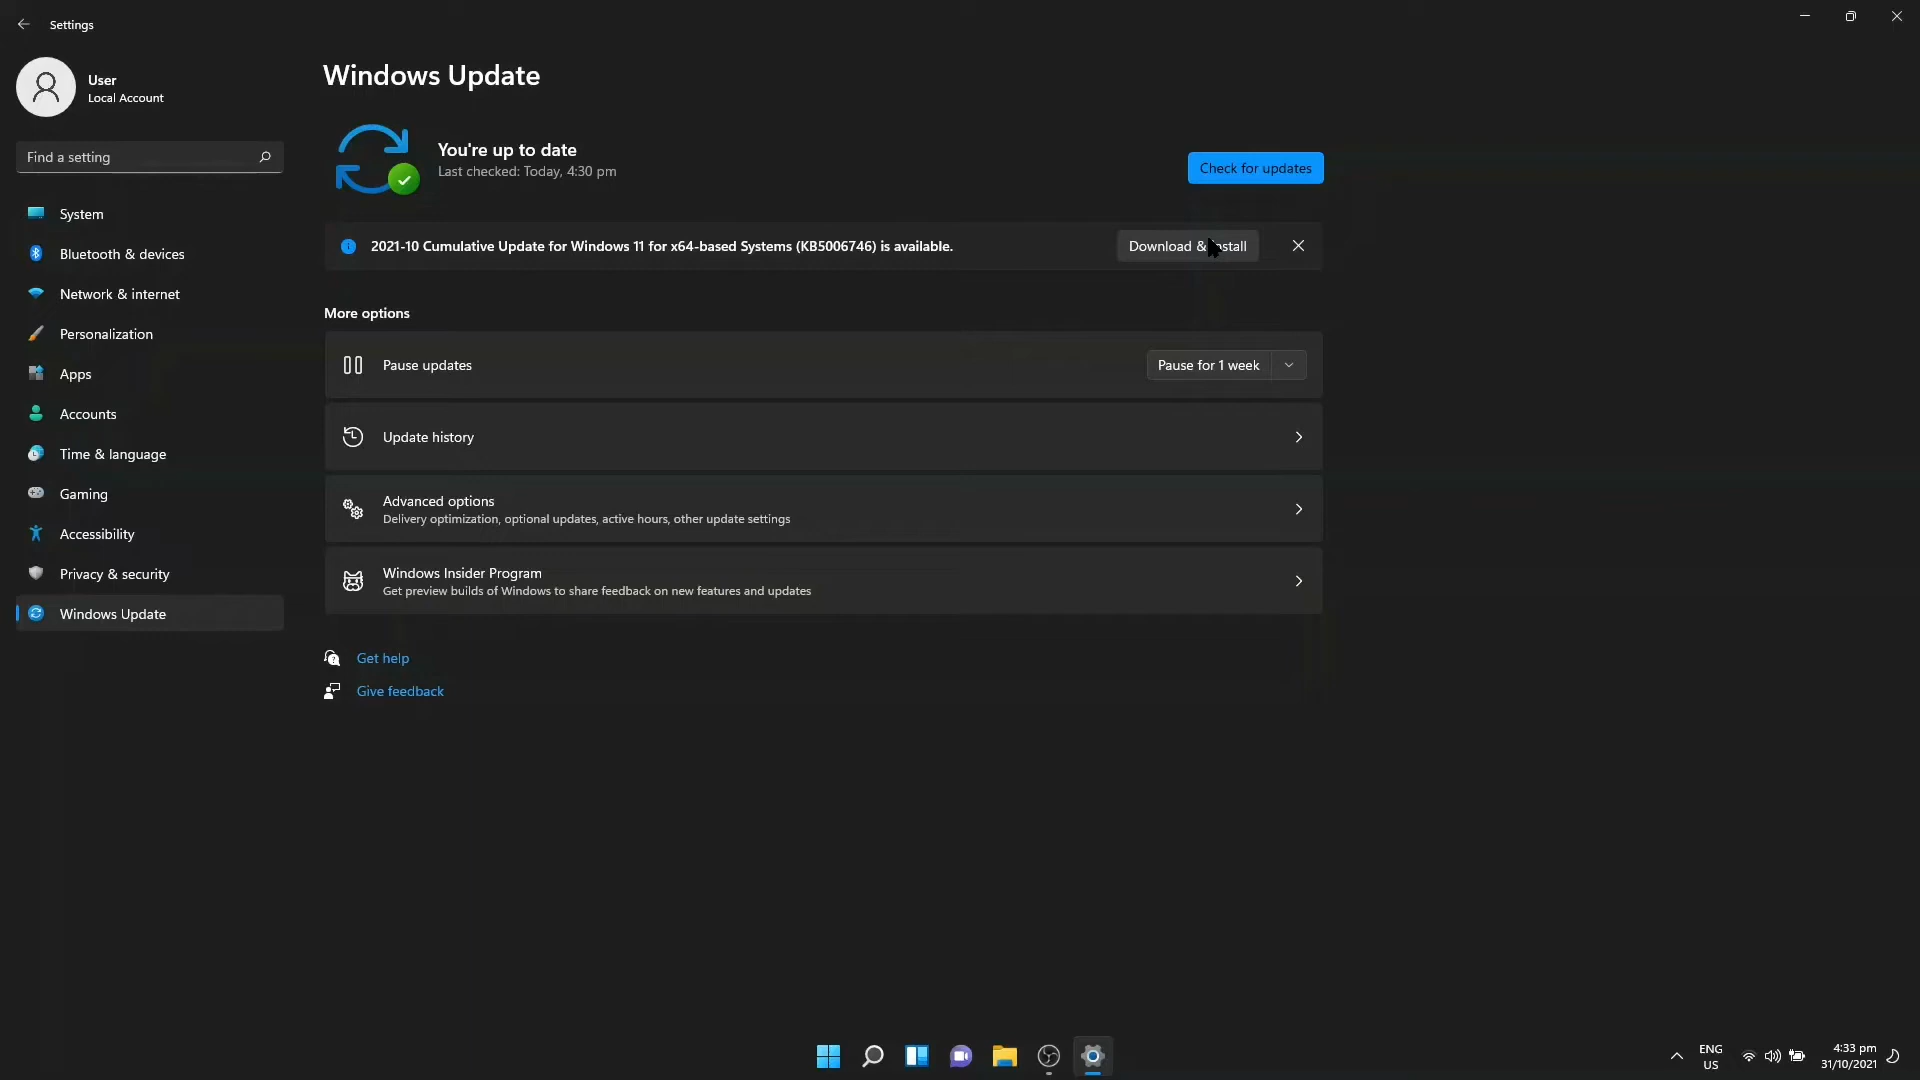 Settings
User
Local Account
Find a setting
System
Bluetooth & devices
Network & internet
Personalization
Apps
Accounts
Time & language
Gaming
Accessibility
Privacy & security
Windows Update
Windows Update
You're up to date
Last checked: Today, 4:30 pm
Check for updates
2021-10 Cumulative Update for Windows 11 for x64-based Systems (KB5006746) is available.
Download & Install
More options
Pause updates
Pause for 1 week
Update history
Advanced options
Delivery optimization, optional updates, active hours, other update settings
Windows Insider Program
Get preview builds of Windows to share feedback on new features and updates
Get help
Give feedback
ENG
US
4:33 pm
31/10/2021